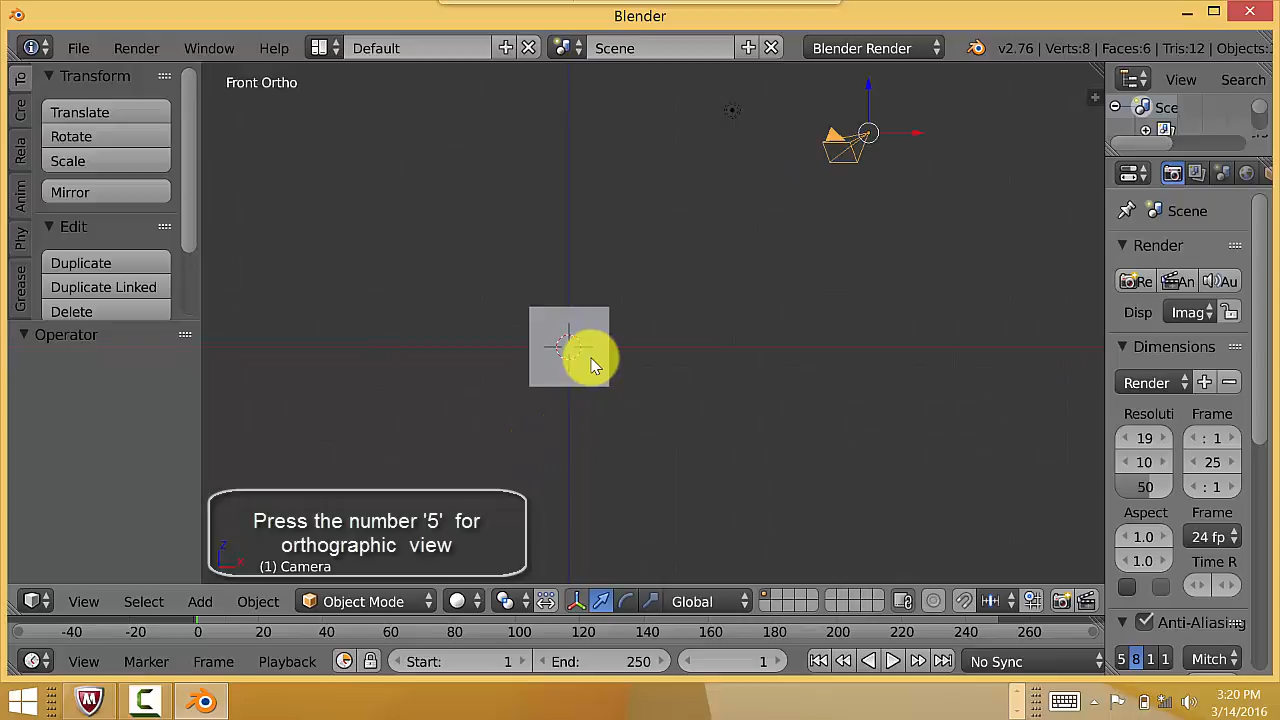 Blender
File Render Window Help Default Scene Blender Render v2.76 | Verts:8 | Faces:6 | Tris:12 | Objects:
To
Cre
Rela
Anim
Phy
Grease
Transform
Translate
Rotate
Scale
Mirror
Edit
Duplicate
Duplicate Linked
Delete
Operator
Front Ortho
Press the number '5' for
orthographic view
(1) Camera
z
x
View Search
Sce
Scene
Render
Re An Au
Disp Imag
Dimensions
Render
Resoluti Frame
19 : 1
10 25
50 : 1
Aspect Frame
1.0 24 fp
1.0 Time R
Anti-Aliasing
5 8 1 1 Mitch
View Select Add Object Object Mode Global
-40 -20 0 20 40 60 80 100 120 140 160 180 200 220 240 260
View Marker Frame Playback Start: 1 End: 250 1 No Sync
3:20 PM
3/14/2016